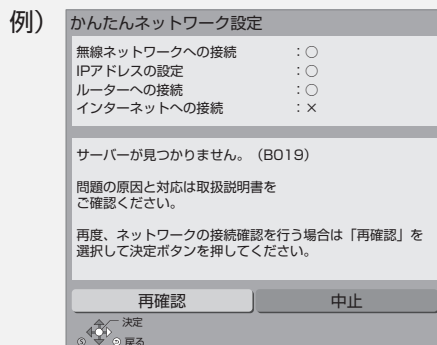 例）
かんたんネットワーク設定
無線ネットワークへの接続　：○
IPアドレスの設定　：○
ルーターへの接続　：○
インターネットへの接続　：×
サーバーが見つかりません。（B019）
問題の原因と対応は取扱説明書を
ご確認ください。
再度、ネットワークの接続確認を行う場合は「再確認」を
選択して決定ボタンを押してください。
再確認　中止
決定
戻る